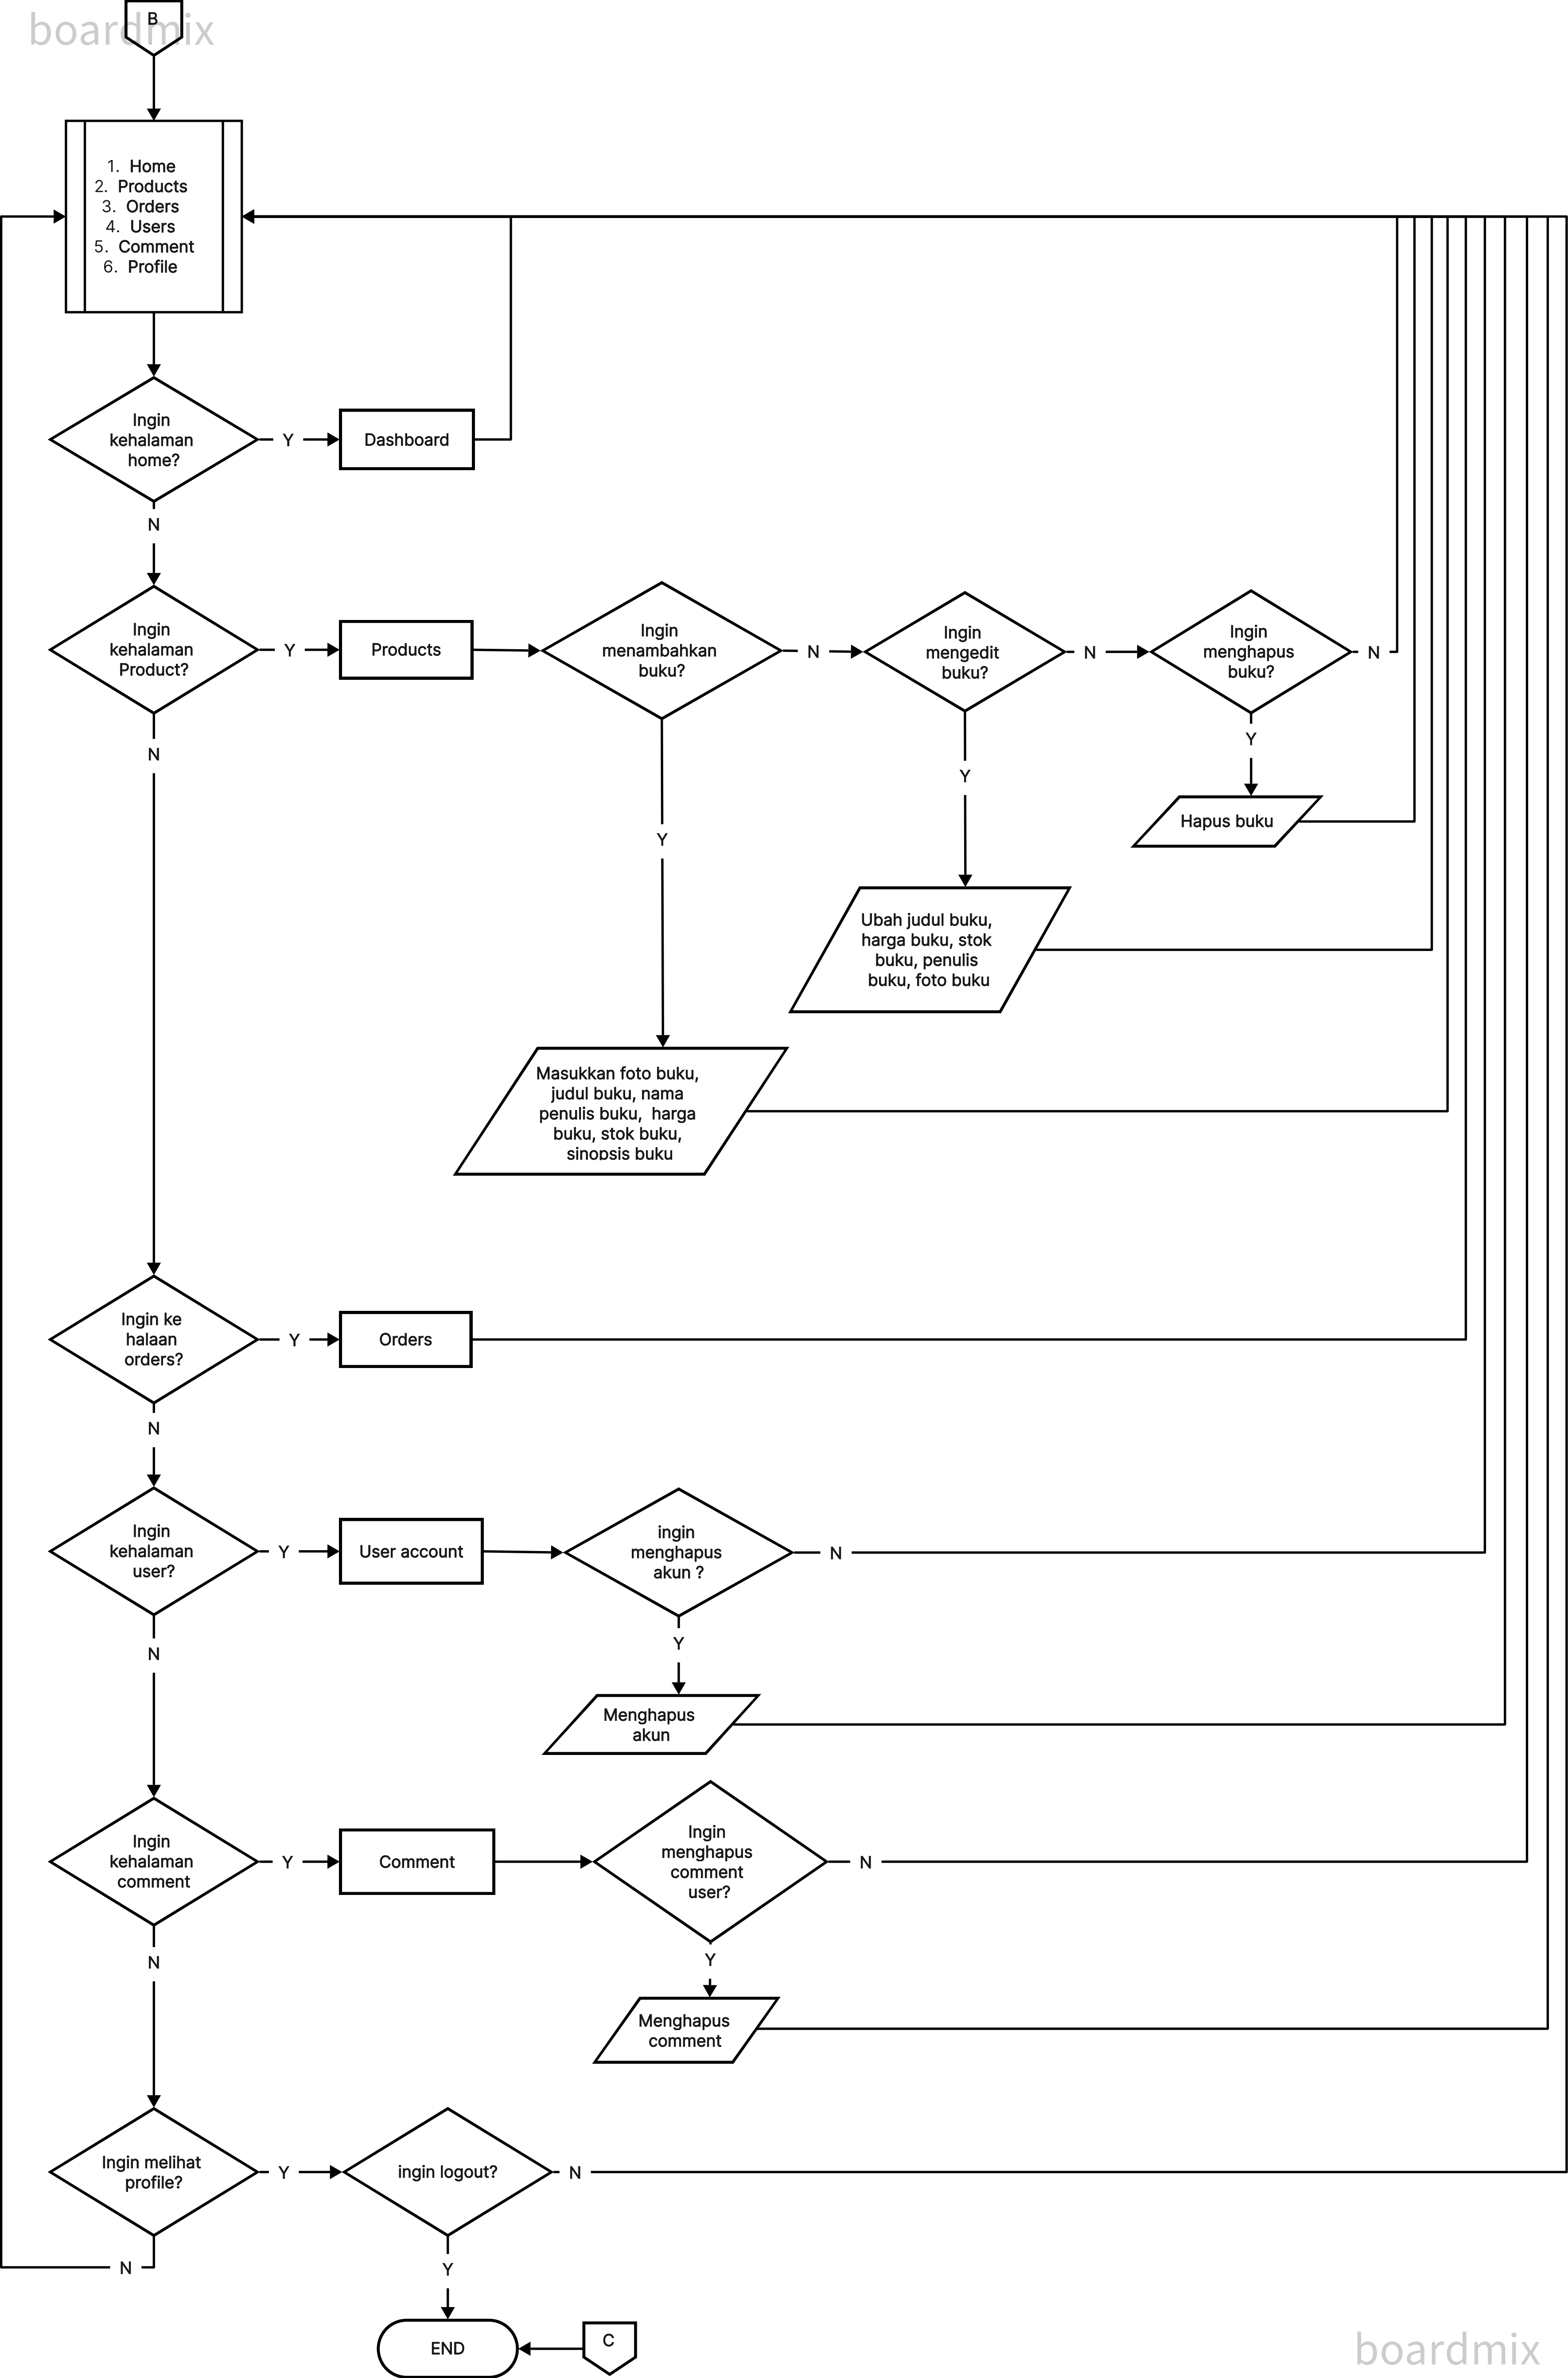 boardmix
B
1. Home
2. Products
3. Orders
4. Users
5. Comment
6. Profile
Ingin
kehalaman
home?
Y
Dashboard
N
Ingin
kehalaman
Product?
Y
Products
Ingin
menambahkan
buku?
N
Ingin
mengedit
buku?
N
Ingin
menghapus
buku?
N
N
Y
Y
Y
Hapus buku
Ubah judul buku,
harga buku, stok
buku, penulis
buku, foto buku
Masukkan foto buku,
judul buku, nama
penulis buku, harga
buku, stok buku,
sinopsis buku
Ingin ke
halaan
orders?
Y
Orders
N
Ingin
kehalaman
user?
Y
User account
ingin
menghapus
akun ?
N
N
Y
Menghapus
akun
Ingin
kehalaman
comment
Y
Comment
Ingin
menghapus
comment
user?
N
N
Y
Menghapus
comment
Ingin melihat
profile?
Y
ingin logout?
N
N
Y
END
C
boardmix